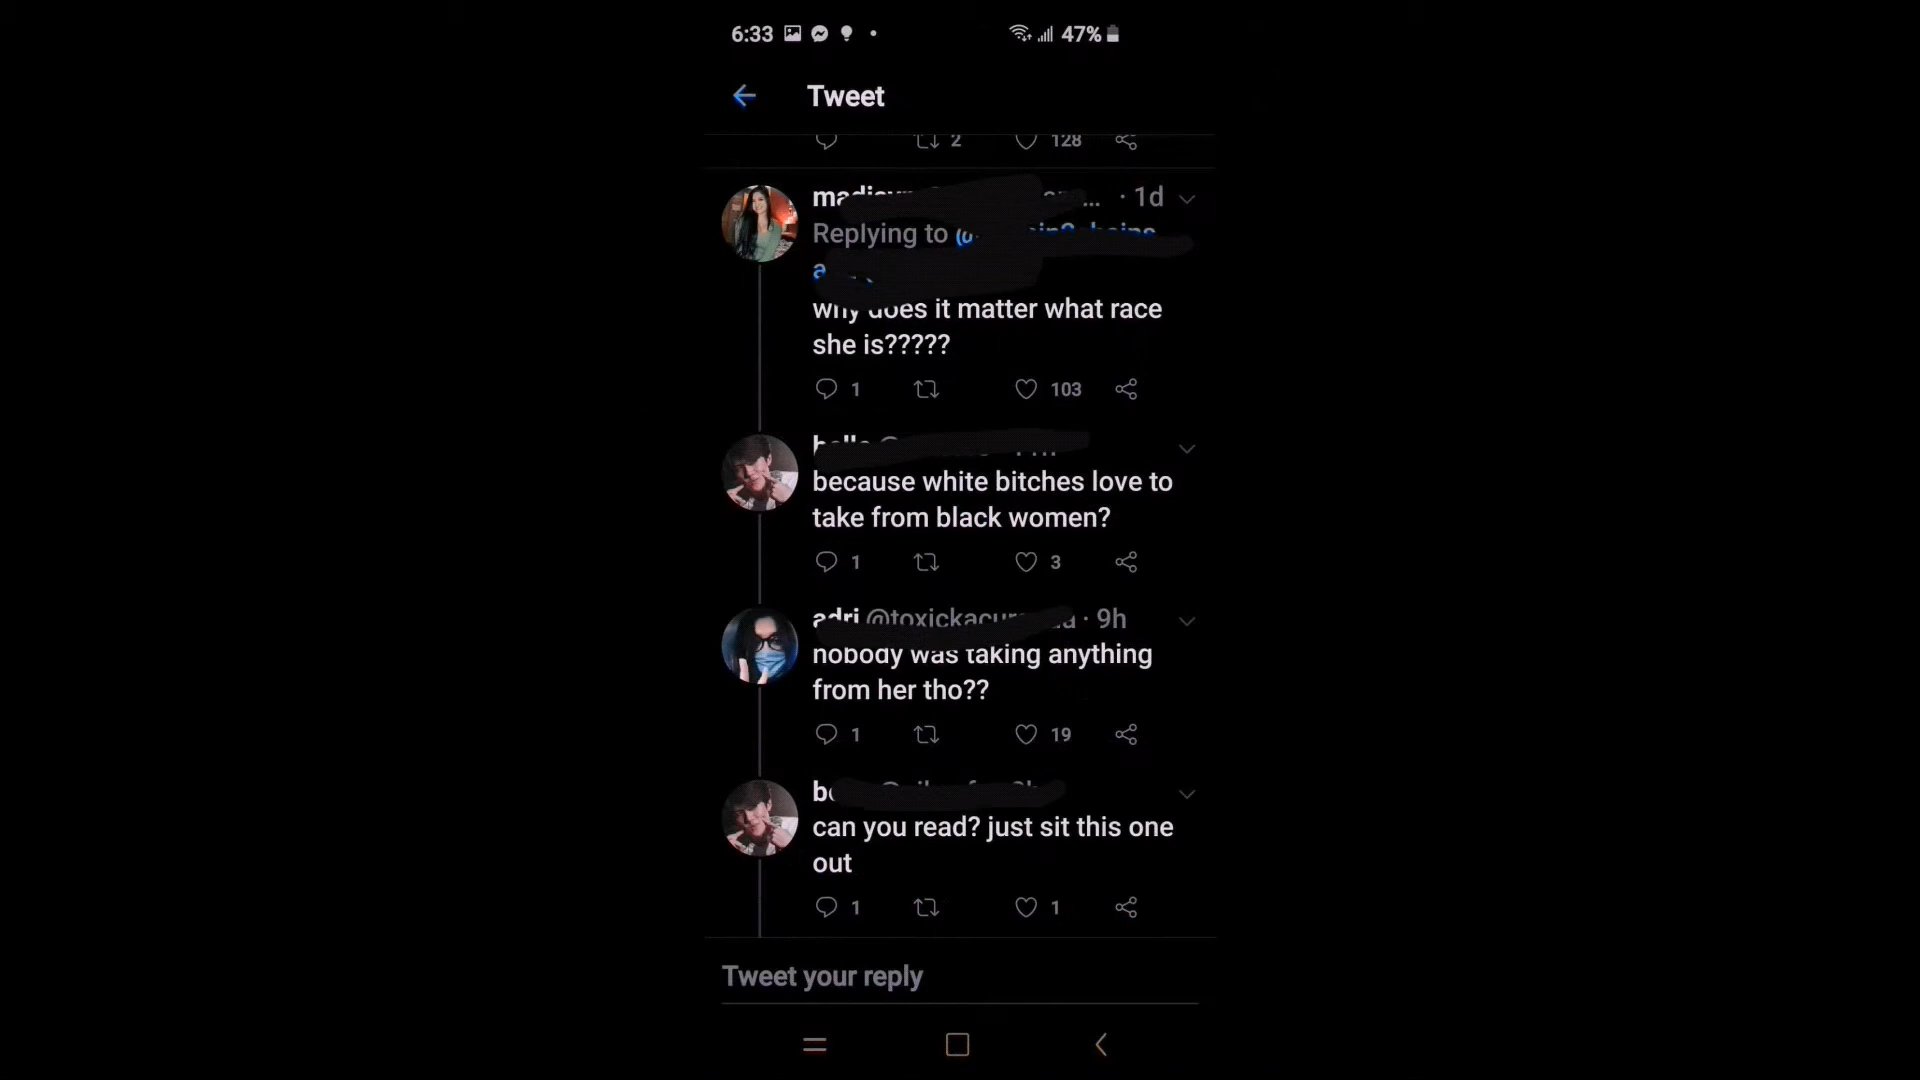 6:33 47%
Tweet
2 128
1d
Replying to
why does it matter what race
she is?????
1 103
because white bitches love to
take from black women?
1 3
adri · 9h
nobody was taking anything
from her tho??
1 19
can you read? just sit this one
out
1 1
Tweet your reply